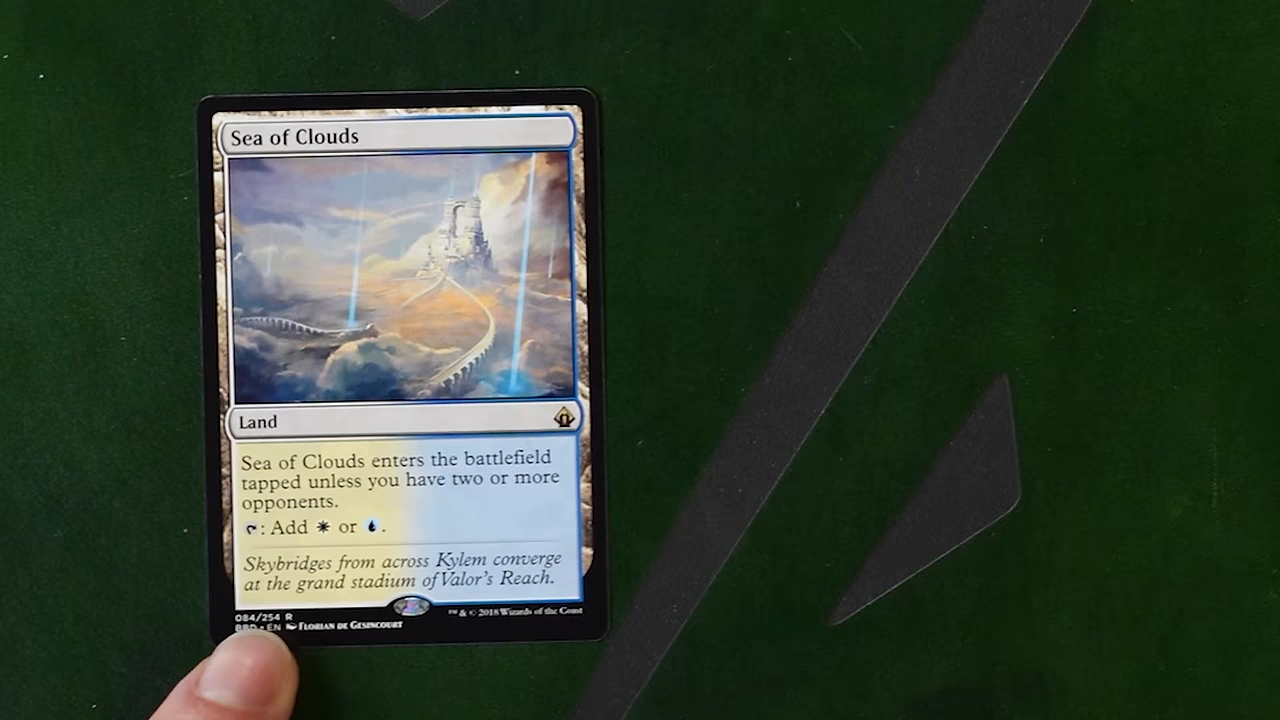 Sea of Clouds
Land
Sea of Clouds enters the battlefield
tapped unless you have two or more
opponents.
: Add or .
Skybridges from across Kylem converge
at the grand stadium of Valor's Reach.
084/254 R
™ & © 2018 Wizards of the Coast
BBD • EN Florian de Gesincourt